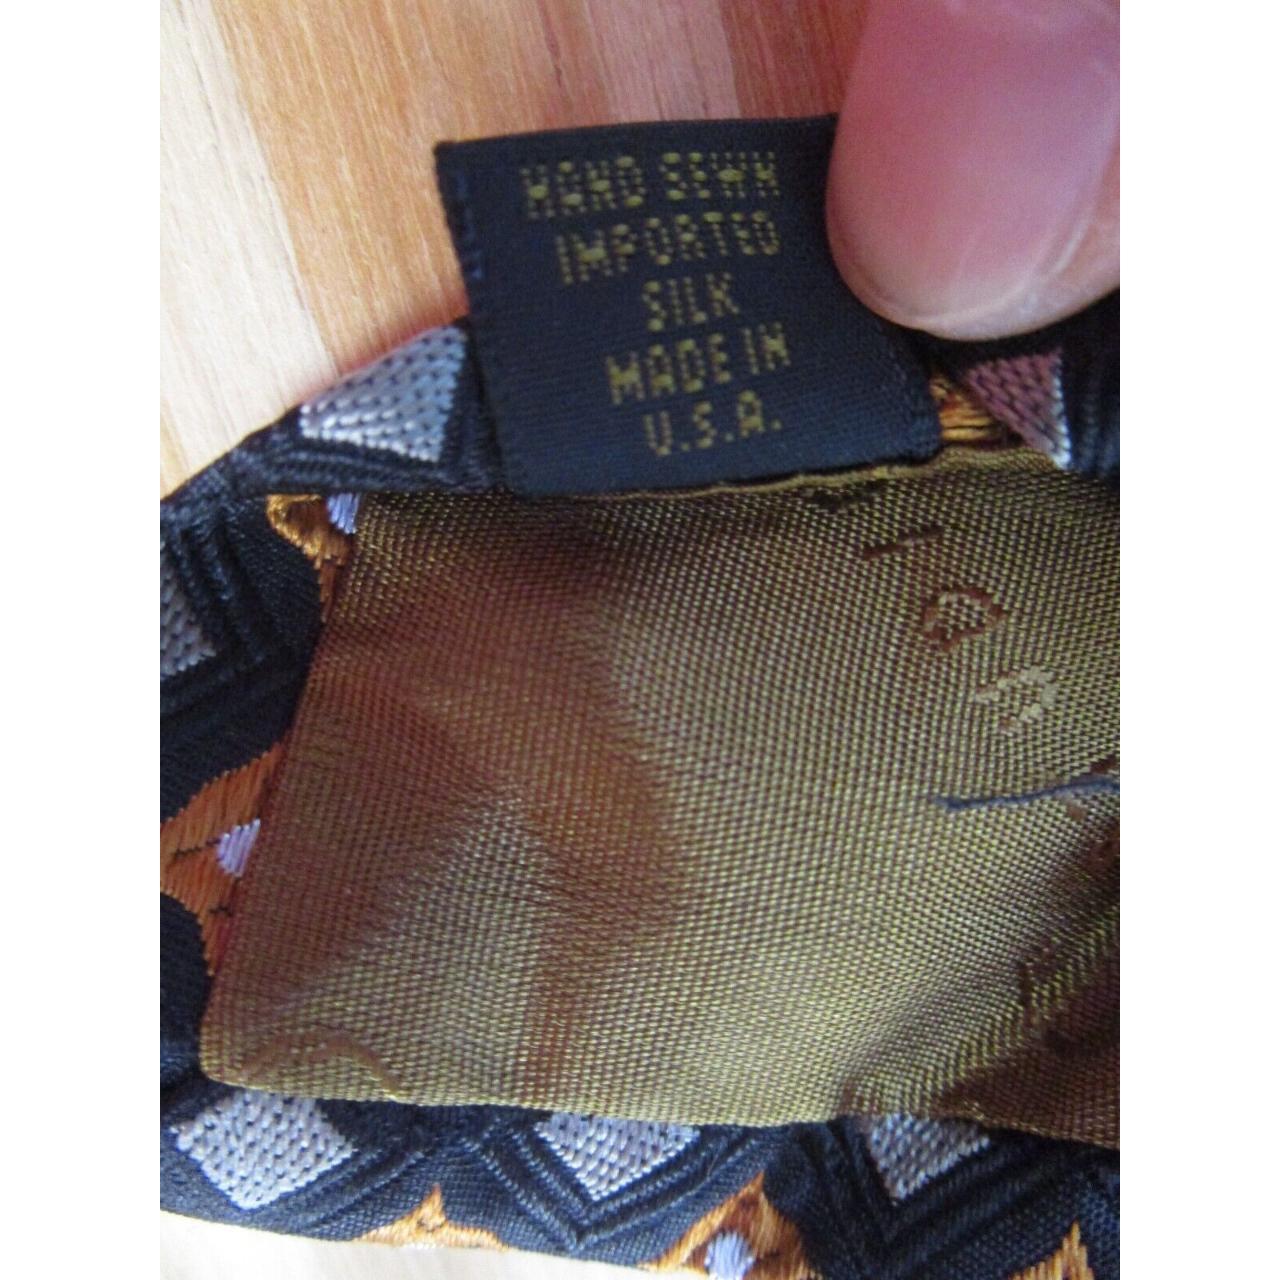 HAND SEWN
IMPORTED
SILK
MADE IN
U.S.A.